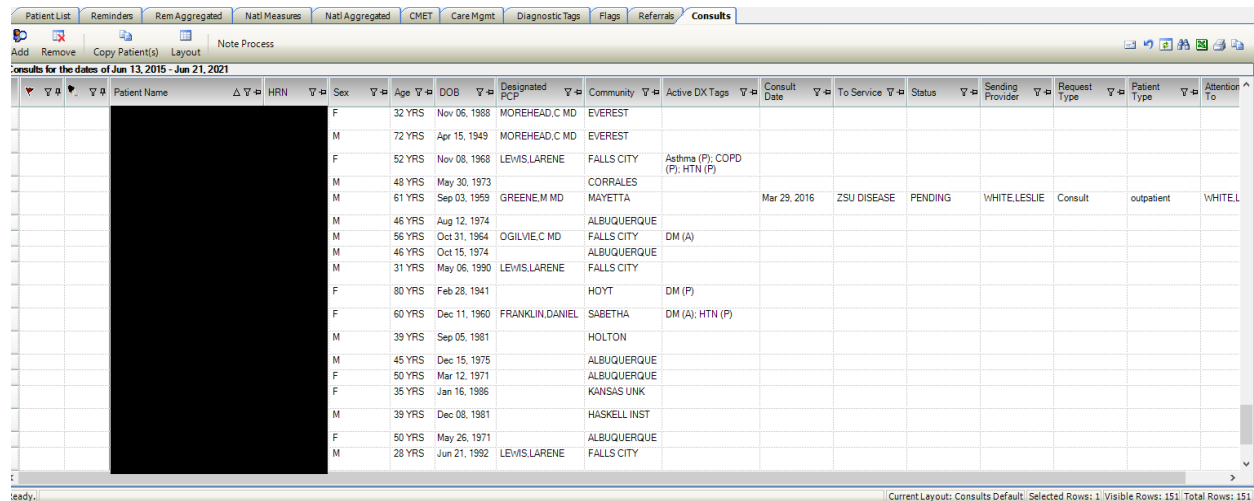 Patient List Reminders Rem Aggregated Natl Measures Natl Aggregated CMET Care Mgmt Diagnostic Tags Flags Referrals Consults
Add Remove Copy Patient(s) Layout Note Process
Consults for the dates of Jun 13, 2015 - Jun 21, 2021
Patient Name HRN Sex Age DOB Designated PCP Community Active DX Tags Consult Date To Service Status Sending Provider Request Type Patient Type Attention To
F 32 YRS Nov 06, 1988 MOREHEAD,C MD EVEREST
M 72 YRS Apr 15, 1949 MOREHEAD,C MD EVEREST
F 52 YRS Nov 08, 1968 LEWIS,LARENE FALLS CITY Asthma (P); COPD (P); HTN (P)
M 48 YRS May 30, 1973 CORRALES
M 61 YRS Sep 03, 1959 GREENE,M MD MAYETTA Mar 29, 2016 ZSU DISEASE PENDING WHITE,LESLIE Consult outpatient WHITE,L
M 46 YRS Aug 12, 1974 ALBUQUERQUE
M 56 YRS Oct 31, 1964 OGILVIE,C MD FALLS CITY DM (A)
M 46 YRS Oct 15, 1974 ALBUQUERQUE
M 31 YRS May 06, 1990 LEWIS,LARENE FALLS CITY
F 80 YRS Feb 28, 1941 HOYT DM (P)
F 60 YRS Dec 11, 1960 FRANKLIN,DANIEL SABETHA DM (A); HTN (P)
M 39 YRS Sep 05, 1981 HOLTON
M 45 YRS Dec 15, 1975 ALBUQUERQUE
F 50 YRS Mar 12, 1971 ALBUQUERQUE
F 35 YRS Jan 16, 1986 KANSAS UNK
M 39 YRS Dec 08, 1981 HASKELL INST
F 50 YRS May 26, 1971 ALBUQUERQUE
M 28 YRS Jun 21, 1992 LEWIS,LARENE FALLS CITY
Ready. Current Layout: Consults Default Selected Rows: 1 Visible Rows: 151 Total Rows: 151